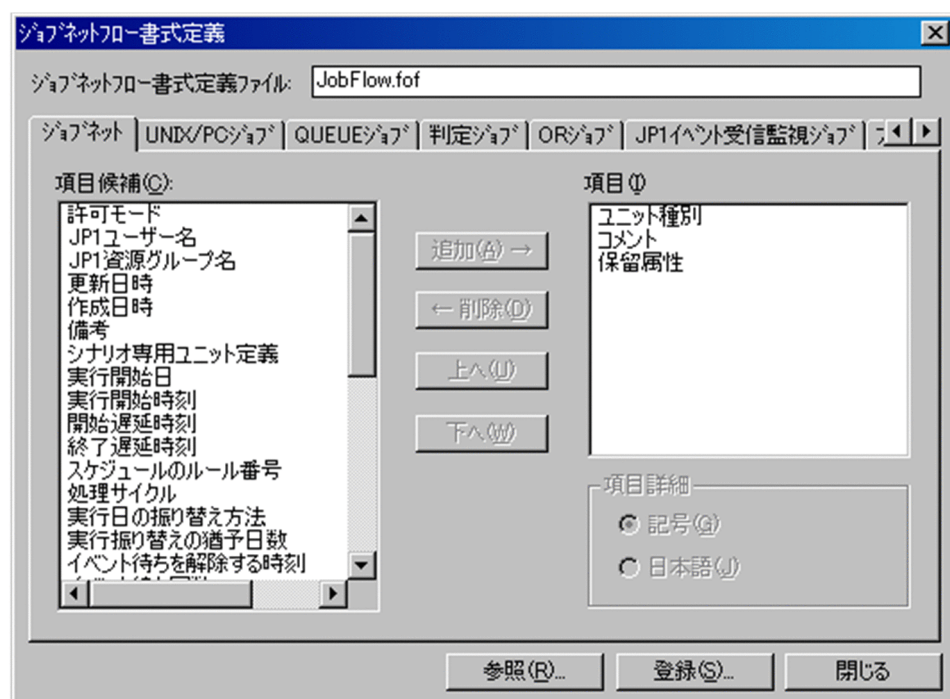 ジョブネットフロー書式定義
ジョブネットフロー書式定義ファイル: JobFlow.fof
ジョブネット UNIX/PCジョブ QUEUEジョブ 判定ジョブ ORジョブ JP1イベント受信監視ジョブ
項目候補(C):
許可モード
JP1ユーザー名
JP1資源グループ名
更新日時
作成日時
備考
シナリオ専用ユニット定義
実行開始日
実行開始時刻
開始遅延時刻
終了遅延時刻
スケジュールのルール番号
処理サイクル
実行日の振り替え方法
実行振り替えの猶予日数
イベント待ちを解除する時刻
追加(A) →
← 削除(D)
上へ(U)
下へ(W)
項目(I)
ユニット種別
コメント
保留属性
項目詳細
記号(G)
日本語(J)
参照(R)... 登録(S)... 閉じる